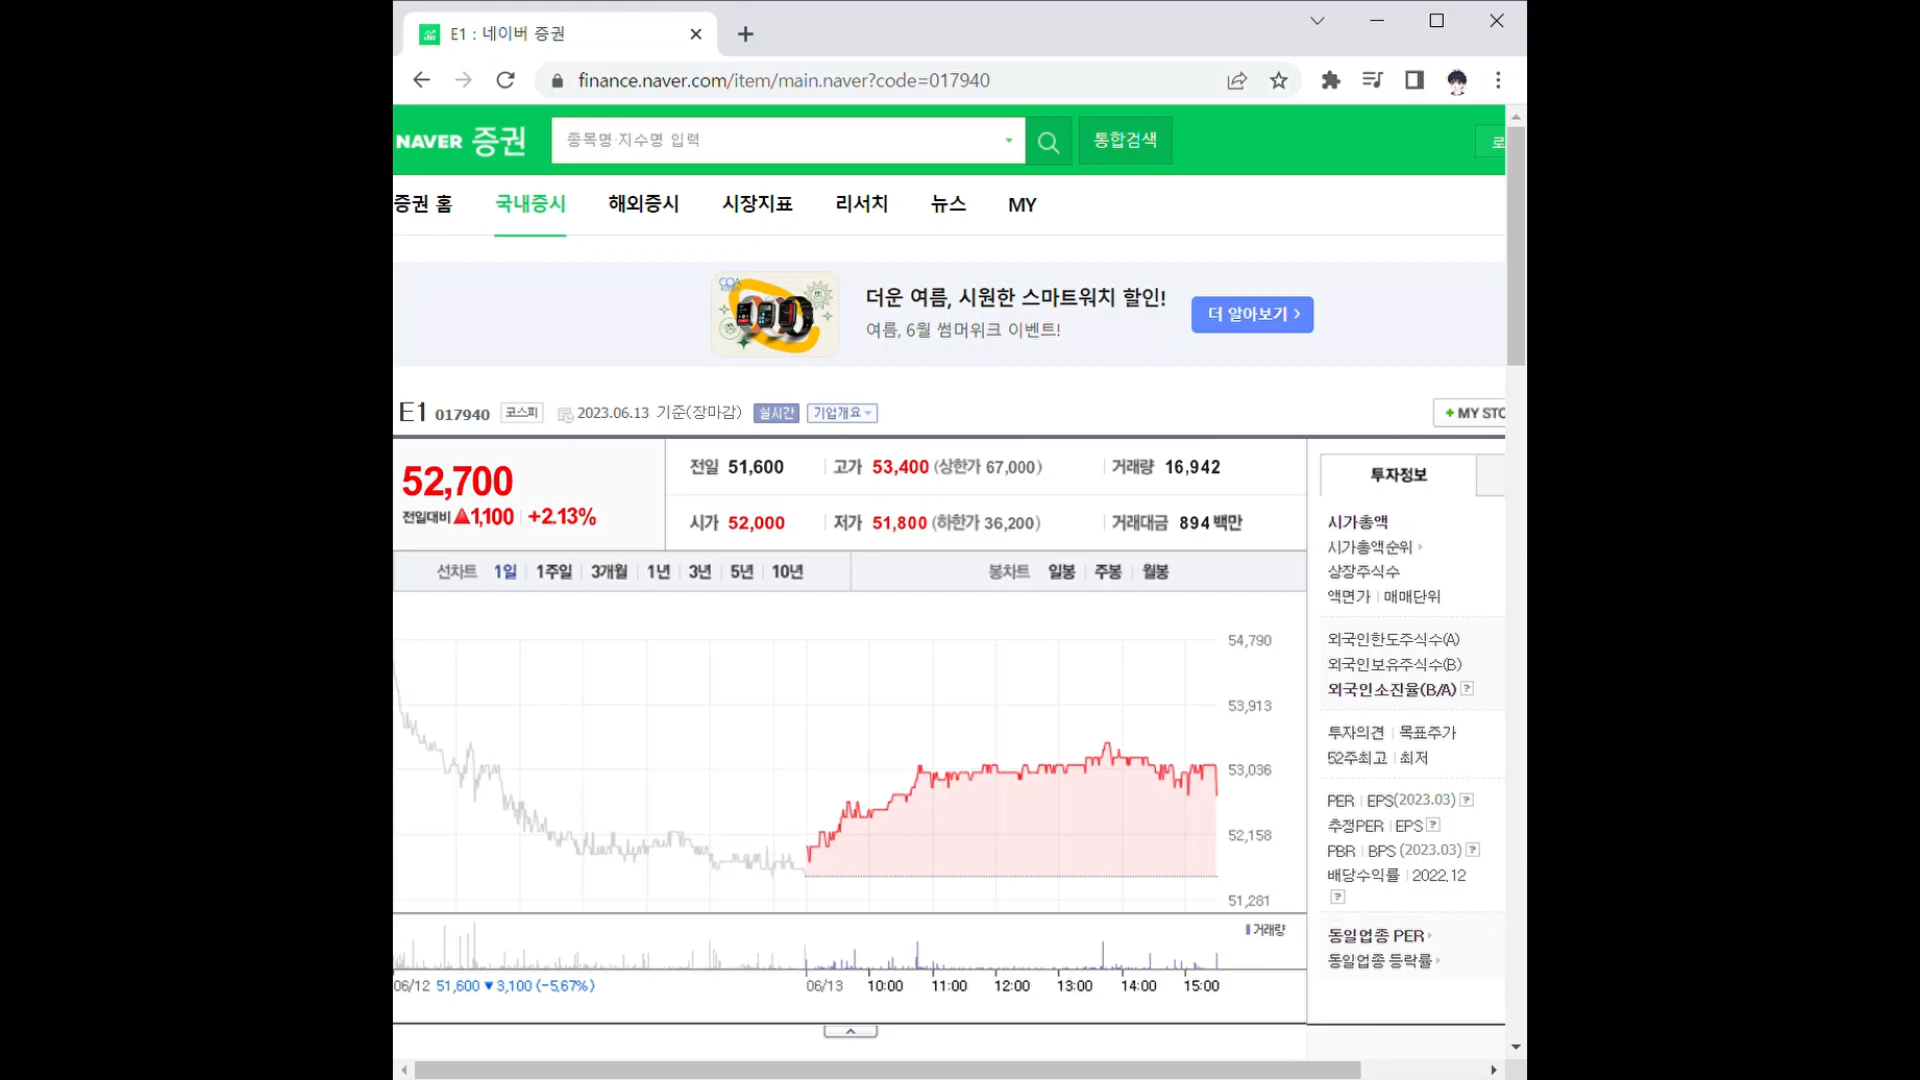 E1 : 네이버 증권
finance.naver.com/item/main.naver?code=017940
NAVER 증권
종목명·지수명 입력
통합검색
로
증권 홈 국내증시 해외증시 시장지표 리서치 뉴스 MY
더운 여름, 시원한 스마트워치 할인!
여름, 6월 썸머위크 이벤트!
더 알아보기 >
E1 017940 코스피 2023.06.13 기준(장마감) 실시간 기업개요
+ MY STO
52,700
전일대비 ▲1,100 +2.13%
전일 51,600 고가 53,400 (상한가 67,000) 거래량 16,942
시가 52,000 저가 51,800 (하한가 36,200) 거래대금 894 백만
선차트 1일 1주일 3개월 1년 3년 5년 10년
봉차트 일봉 주봉 월봉
54,790
53,913
53,036
52,158
51,281
거래량
06/12 51,600 ▼3,100 (-5.67%)
06/13 10:00 11:00 12:00 13:00 14:00 15:00
투자정보
시가총액
시가총액순위
상장주식수
액면가 | 매매단위
외국인한도주식수(A)
외국인보유주식수(B)
외국인소진율(B/A) ?
투자의견 | 목표주가
52주최고 | 최저
PER | EPS(2023.03) ?
추정PER | EPS ?
PBR | BPS (2023.03) ?
배당수익률 | 2022.12
?
동일업종 PER
동일업종 등락률